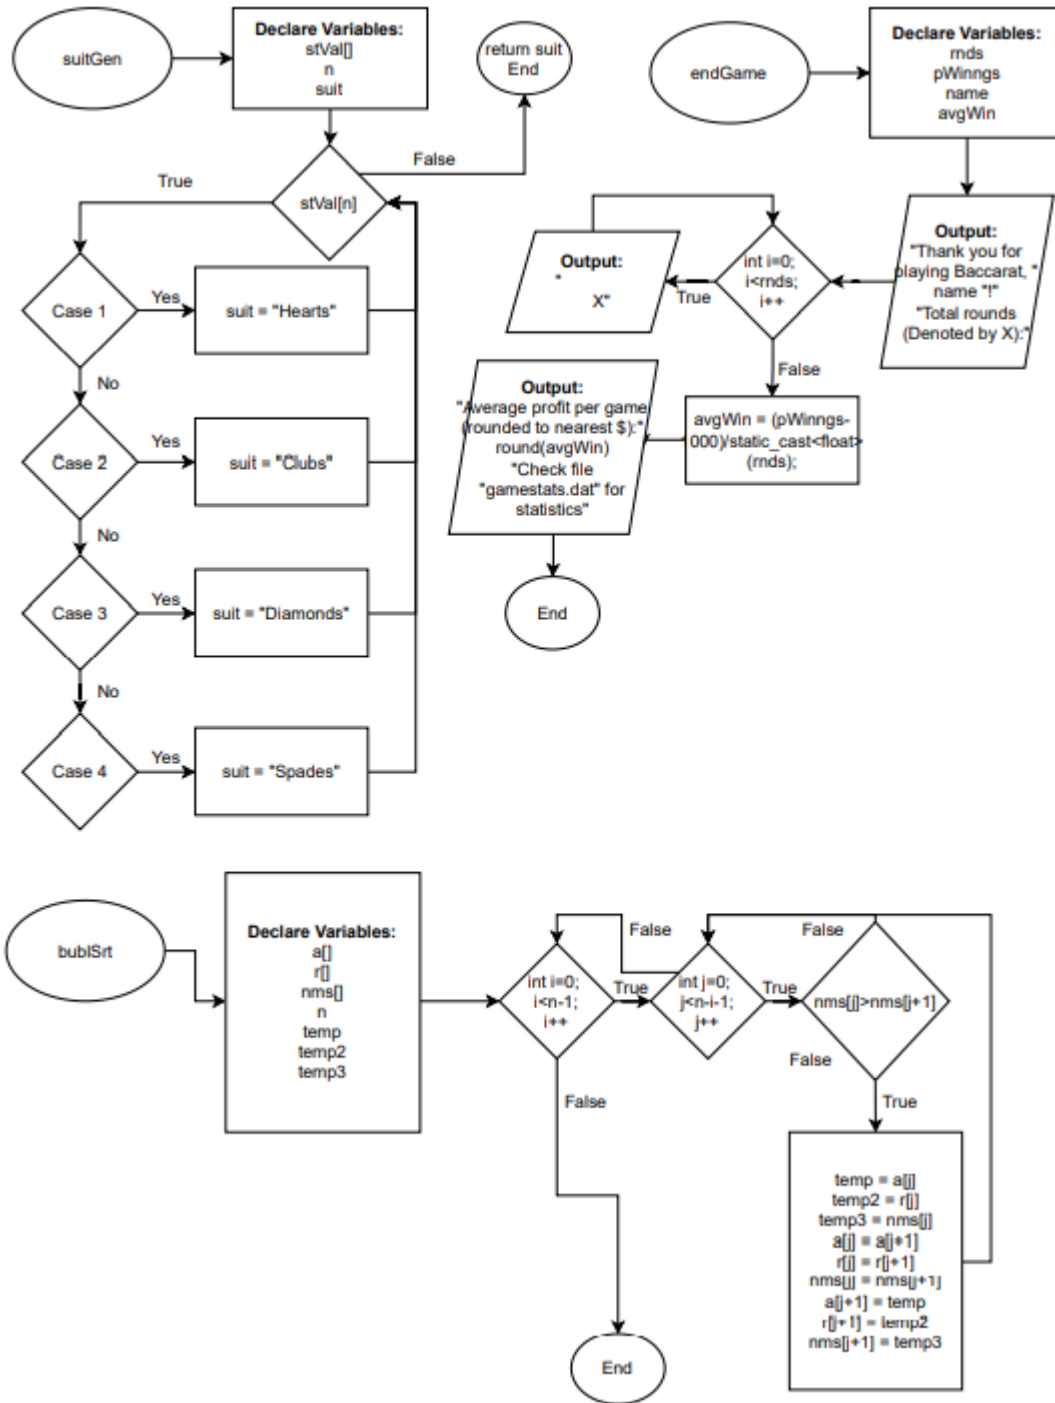 suitGen
Declare Variables:
stVal[]
n
suit
return suit
End
False
True
stVal[n]
Case 1
Yes
suit = "Hearts"
No
Case 2
Yes
suit = "Clubs"
No
Case 3
Yes
suit = "Diamonds"
No
Case 4
Yes
suit = "Spades"
endGame
Declare Variables:
rnds
pWinngs
name
avgWin
Output:
"Thank you for
playing Baccarat, "
name "!"
"Total rounds
(Denoted by X):"
int i=0;
i<rnds;
i++
True
Output:
"
X"
False
avgWin = (pWinngs-
000)/static_cast<float>
(rnds);
Output:
"Average profit per game
(rounded to nearest $):"
round(avgWin)
"Check file
"gamestats.dat" for
statistics"
End
bublSrt
Declare Variables:
a[]
r[]
nms[]
n
temp
temp2
temp3
int i=0;
i<n-1;
i++
True
False
int j=0;
j<n-i-1;
j++
True
False
nms[j]>nms[j+1]
False
True
False
temp = a[j]
temp2 = r[j]
temp3 = nms[j]
a[j] = a[j+1]
r[j] = r[j+1]
nms[j] = nms[j+1]
a[j+1] = temp
r[j+1] = temp2
nms[j+1] = temp3
End